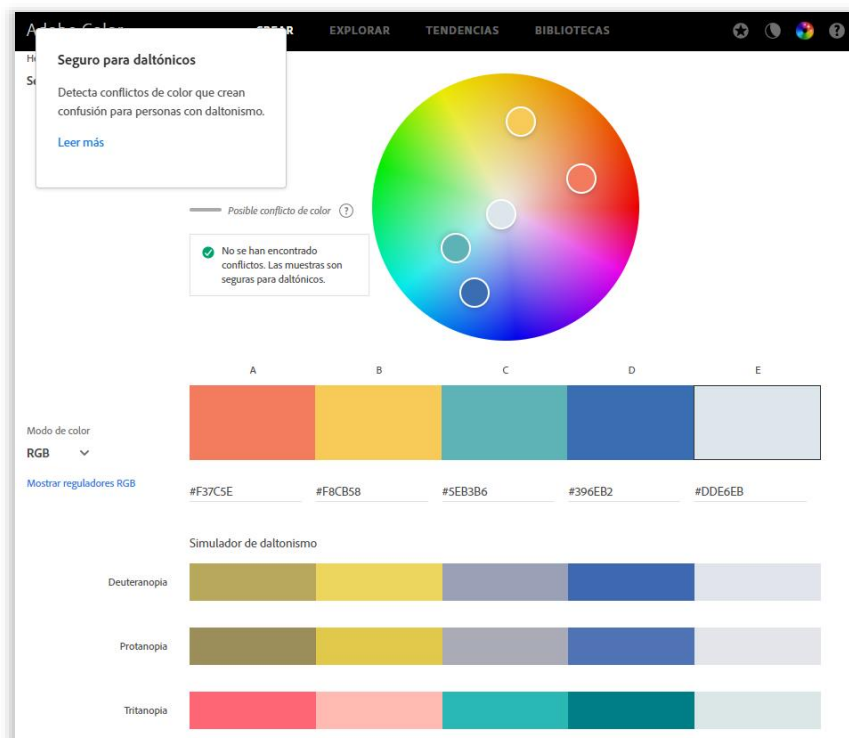 CREAR EXPLORAR TENDENCIAS BIBLIOTECAS
Seguro para daltónicos
Detecta conflictos de color que crean
confusión para personas con daltonismo.
Leer más
Posible conflicto de color ?
No se han encontrado
conflictos. Las muestras son
seguras para daltónicos.
A B C D E
Modo de color
RGB
Mostrar reguladores RGB
#F37C5E #F8CB58 #5EB3B6 #396EB2 #DDE6EB
Simulador de daltonismo
Deuteranopia
Protanopia
Tritanopia